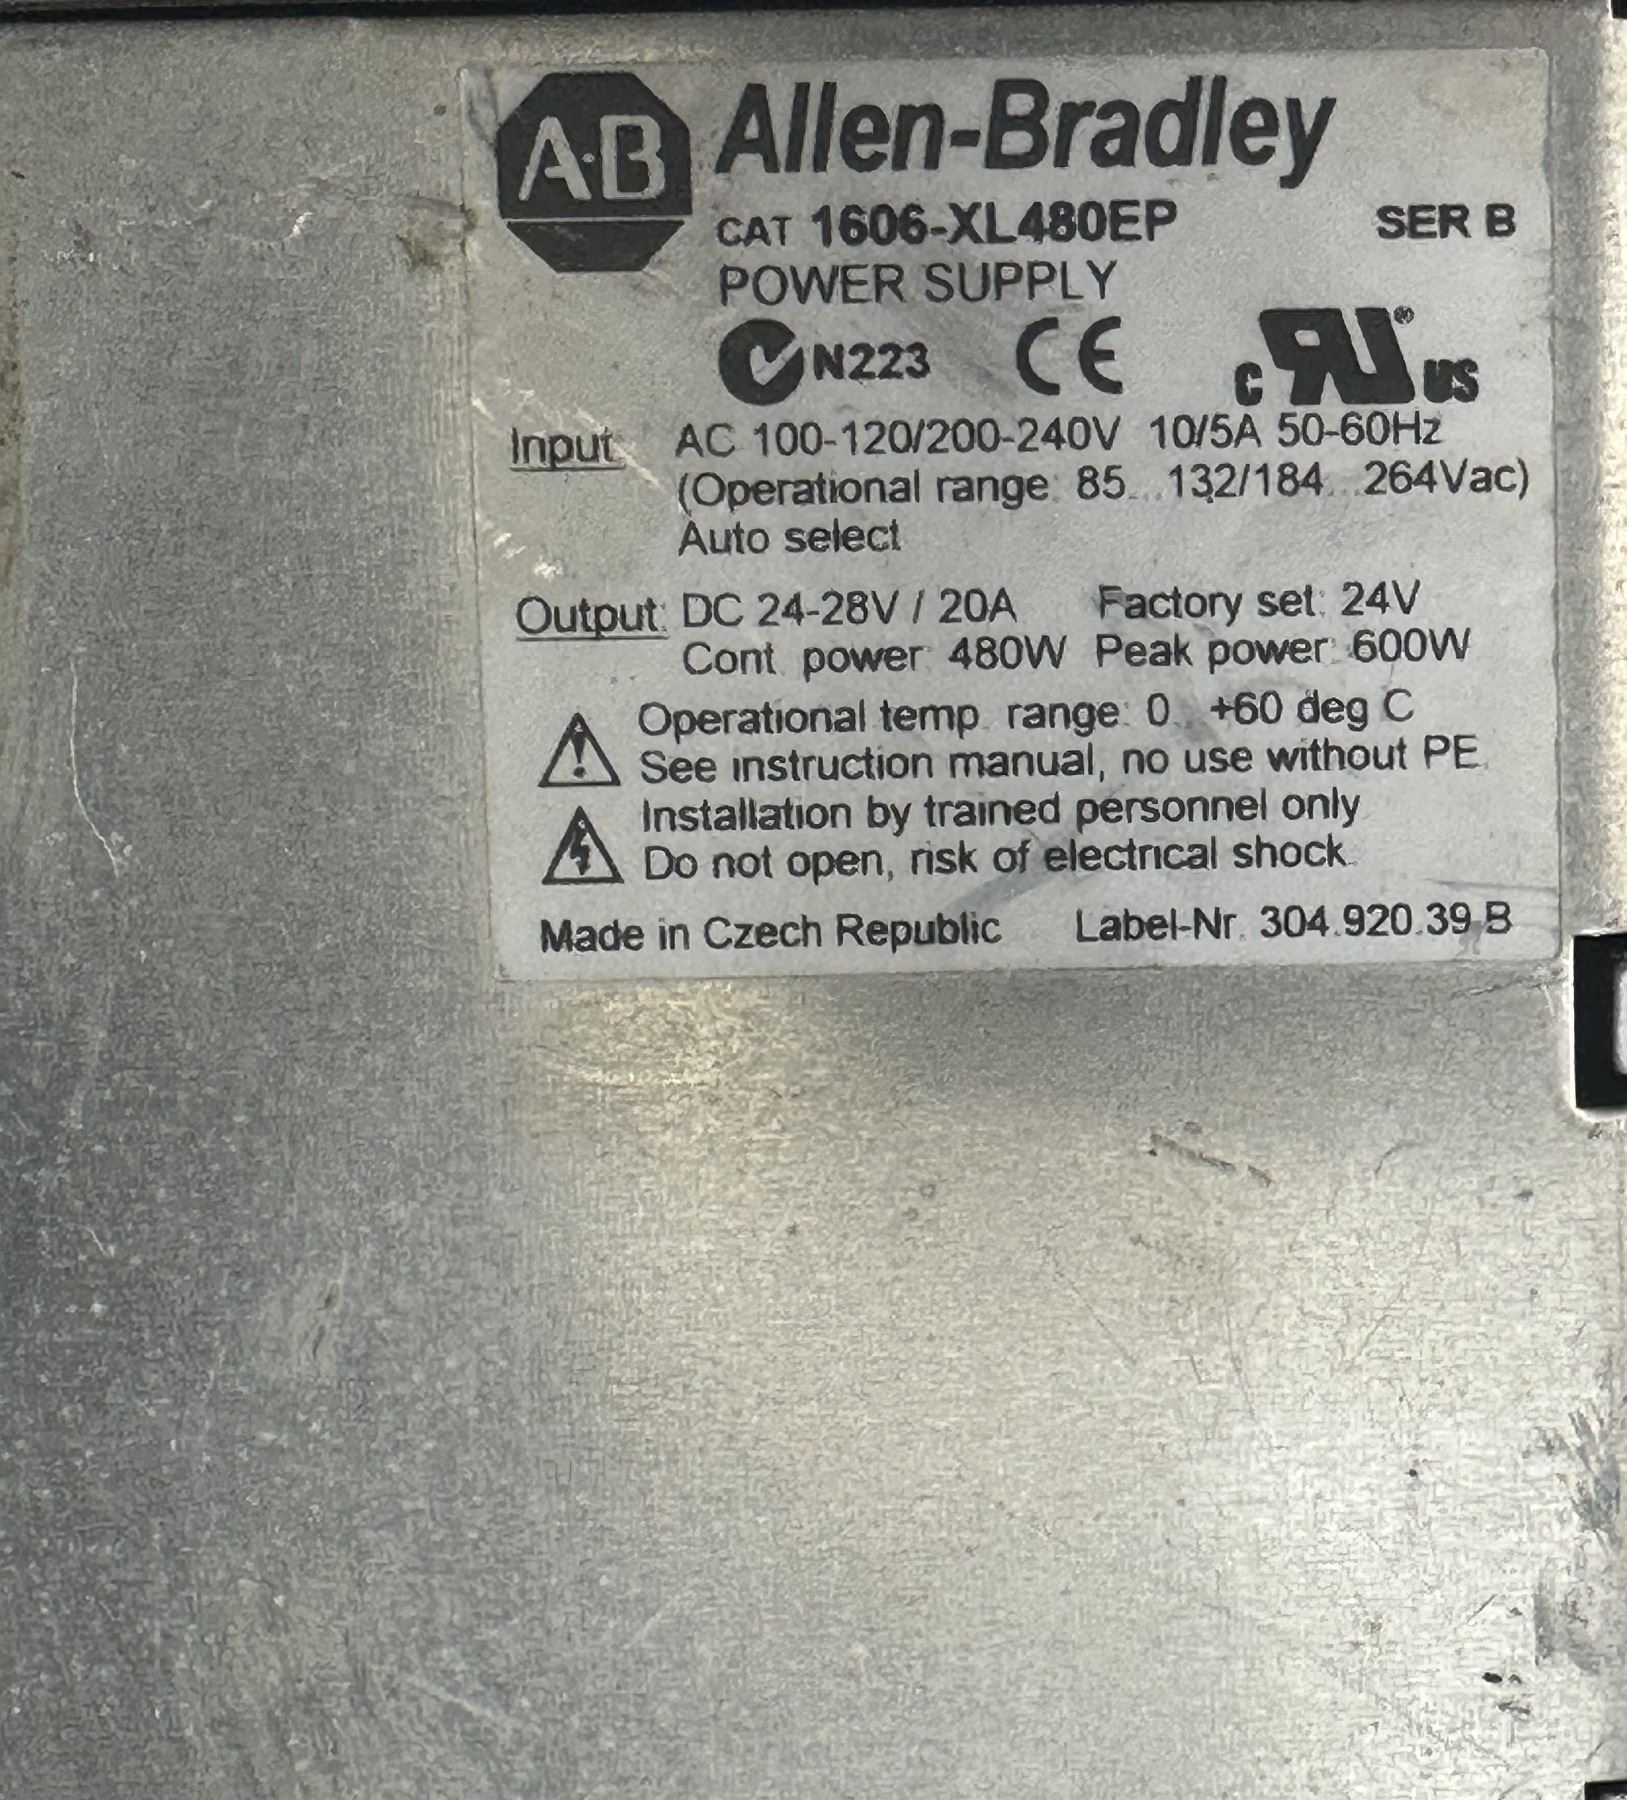 A·B Allen-Bradley
CAT 1606-XL480EP SER B
POWER SUPPLY
N223 CE c RU® US
Input: AC 100-120/200-240V 10/5A 50-60Hz
(Operational range: 85...132/184...264Vac)
Auto select
Output: DC 24-28V / 20A Factory set: 24V
Cont. power: 480W Peak power: 600W
Operational temp. range: 0...+60 deg C
See instruction manual, no use without PE.
Installation by trained personnel only
Do not open, risk of electrical shock.
Made in Czech Republic Label-Nr. 304.920.39 B